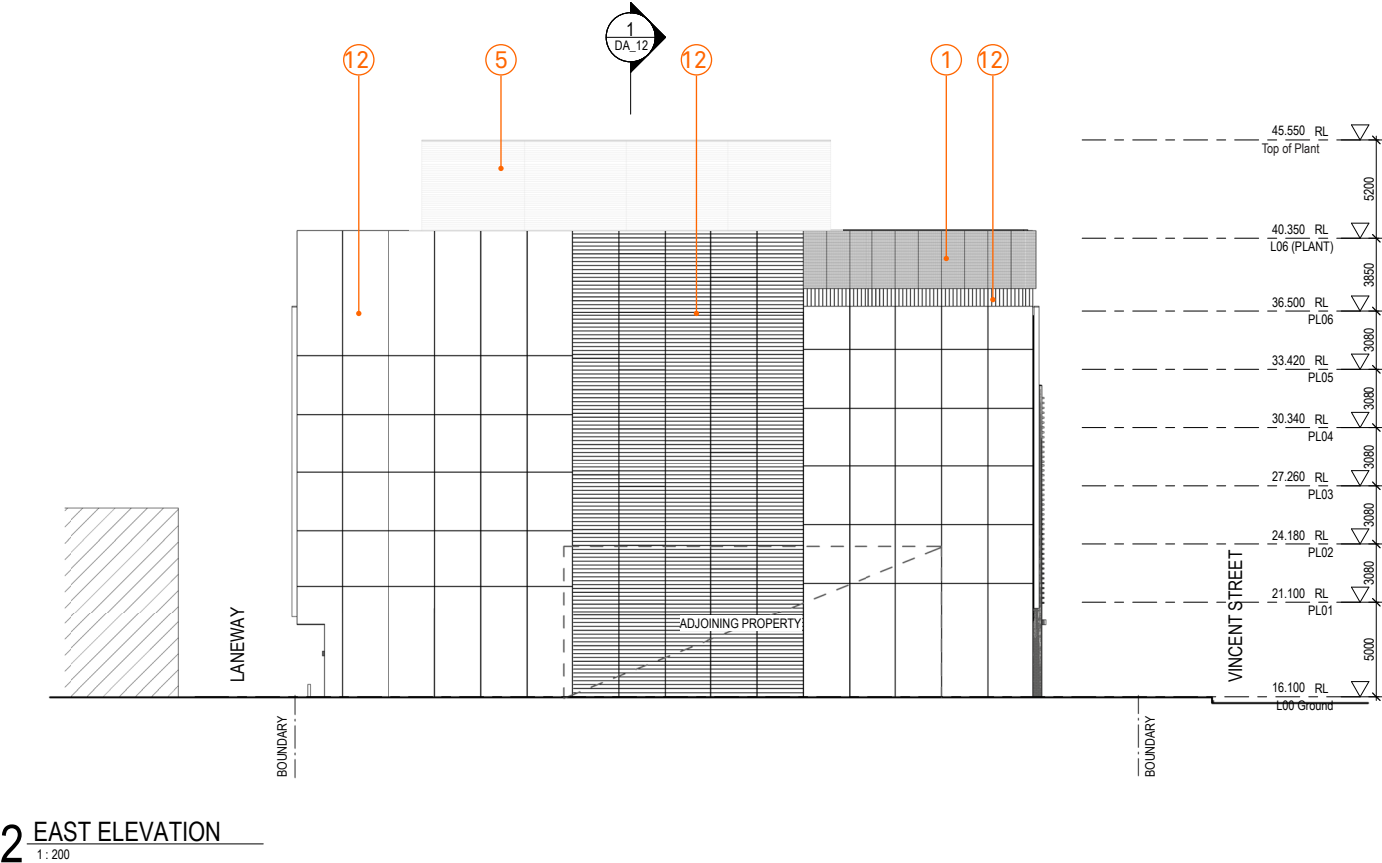 1
DA_12
12
5
12
1
12
45.550 RL
Top of Plant
5200
40.350 RL
L06 (PLANT)
3850
36.500 RL
PL06
3080
33.420 RL
PL05
3080
30.340 RL
PL04
3080
27.260 RL
PL03
3080
24.180 RL
PL02
3080
21.100 RL
PL01
5000
16.100 RL
L00 Ground
LANEWAY
ADJOINING PROPERTY
VINCENT STREET
BOUNDARY
BOUNDARY
2 EAST ELEVATION
1 : 200